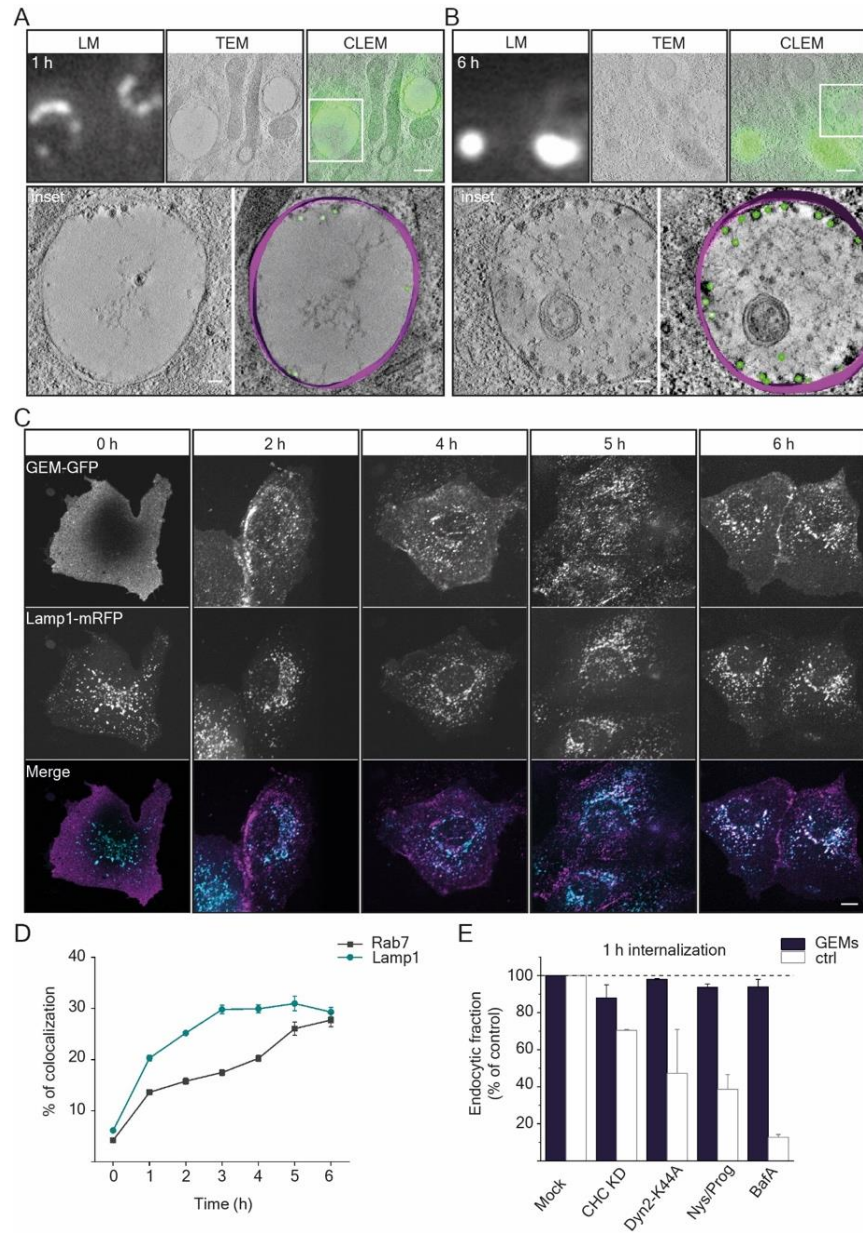 A
LM
TEM
CLEM
1 h
inset
B
LM
TEM
CLEM
6 h
inset
C
0 h
2 h
4 h
5 h
6 h
GEM-GFP
Lamp1-mRFP
Merge
D
Rab7
Lamp1
% of colocalization
40
30
20
10
0 1 2 3 4 5 6
Time (h)
E
1 h internalization
GEMs
ctrl
Endocytic fraction
(% of control)
100
80
60
40
20
Mock
CHC KD
Dyn2-K44A
Nys/Prog
BafA